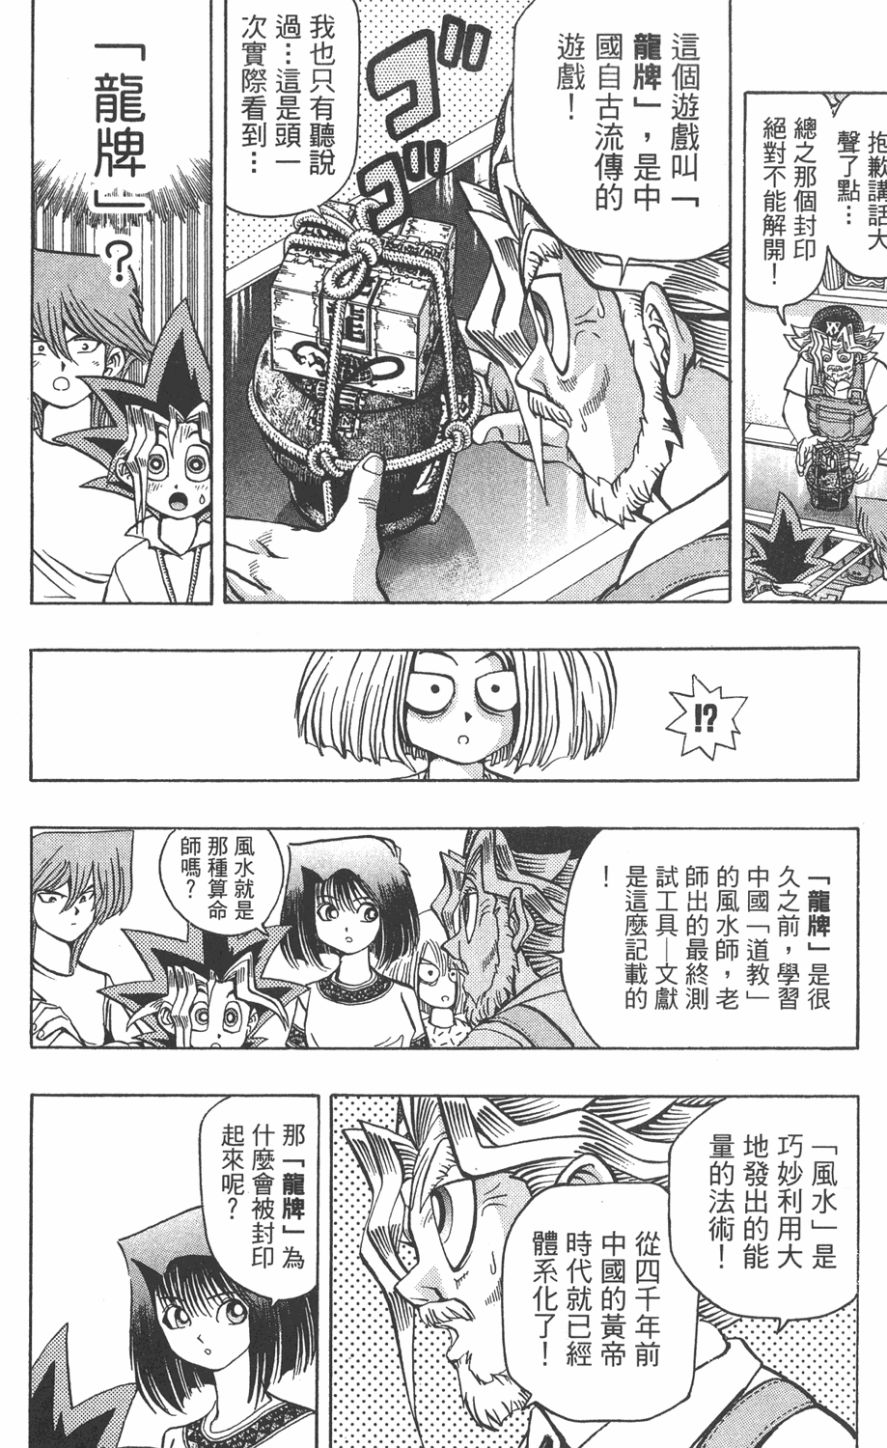 抱歉講話大
聲了點…
總之那個封印
絕對不能解開！
這個遊戲叫「
龍牌」，是中
國自古流傳的
遊戲！
我也只有聽說
過…這是頭一
次實際看到…
ゴゴ
ゴゴ
「龍牌」？
!?
「龍牌」是很
久之前，學習
中國「道教」
的風水師，老
師出的最終測
試工具—文獻
是這麼記載的
！
風水就是
那種算命
師嗎？
「風水」是
巧妙利用大
地發出的能
量的法術！
從四千年前
中國的黃帝
時代就已經
體系化了！
那「龍牌」為
什麼會被封印
起來呢？